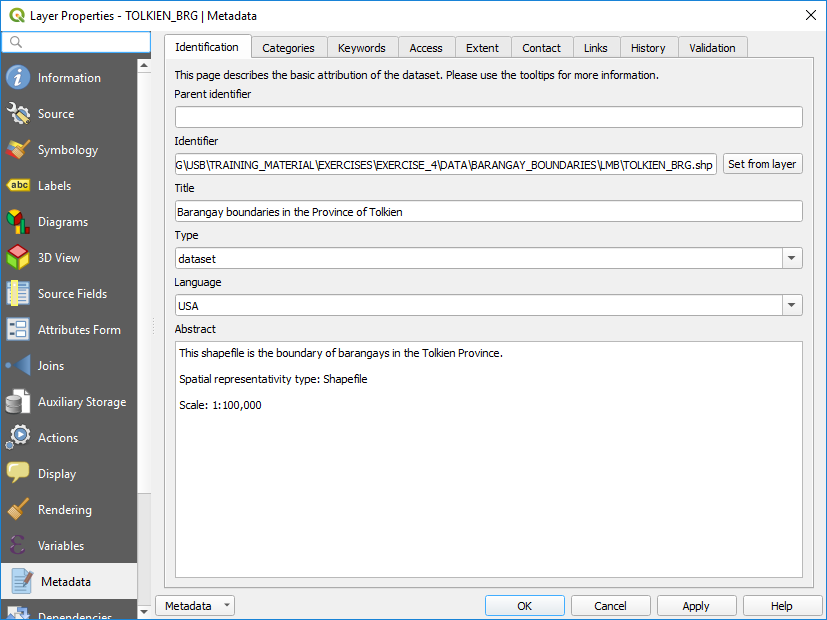 Layer Properties - TOLKIEN_BRG | Metadata
Information
Source
Symbology
abc Labels
Diagrams
3D View
Source Fields
Attributes Form
Joins
Auxiliary Storage
Actions
Display
Rendering
Variables
Metadata
Dependencies
Identification Categories Keywords Access Extent Contact Links History Validation
This page describes the basic attribution of the dataset. Please use the tooltips for more information.
Parent identifier
Identifier
G\USB\TRAINING_MATERIAL\EXERCISES\EXERCISE_4\DATA\BARANGAY_BOUNDARIES\LMB\TOLKIEN_BRG.shp Set from layer
Title
Barangay boundaries in the Province of Tolkien
Type
dataset
Language
USA
Abstract
This shapefile is the boundary of barangays in the Tolkien Province.
Spatial representativity type: Shapefile
Scale: 1:100,000
Metadata OK Cancel Apply Help